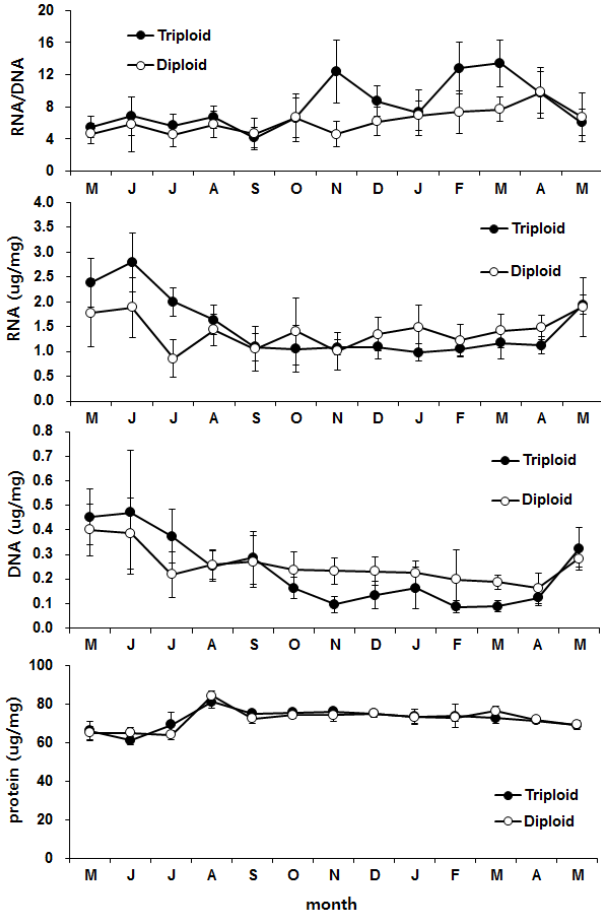 RNA/DNA
20
16
12
8
4
0
Triploid
Diploid
M J J A S O N D J F M A M
RNA (ug/mg)
4.0
3.5
3.0
2.5
2.0
1.5
1.0
0.5
0.0
Triploid
Diploid
M J J A S O N D J F M A M
DNA (ug/mg)
0.8
0.7
0.6
0.5
0.4
0.3
0.2
0.1
0.0
Triploid
Diploid
M J J A S O N D J F M A M
protein (ug/mg)
100
80
60
40
20
0
Triploid
Diploid
M J J A S O N D J F M A M
month